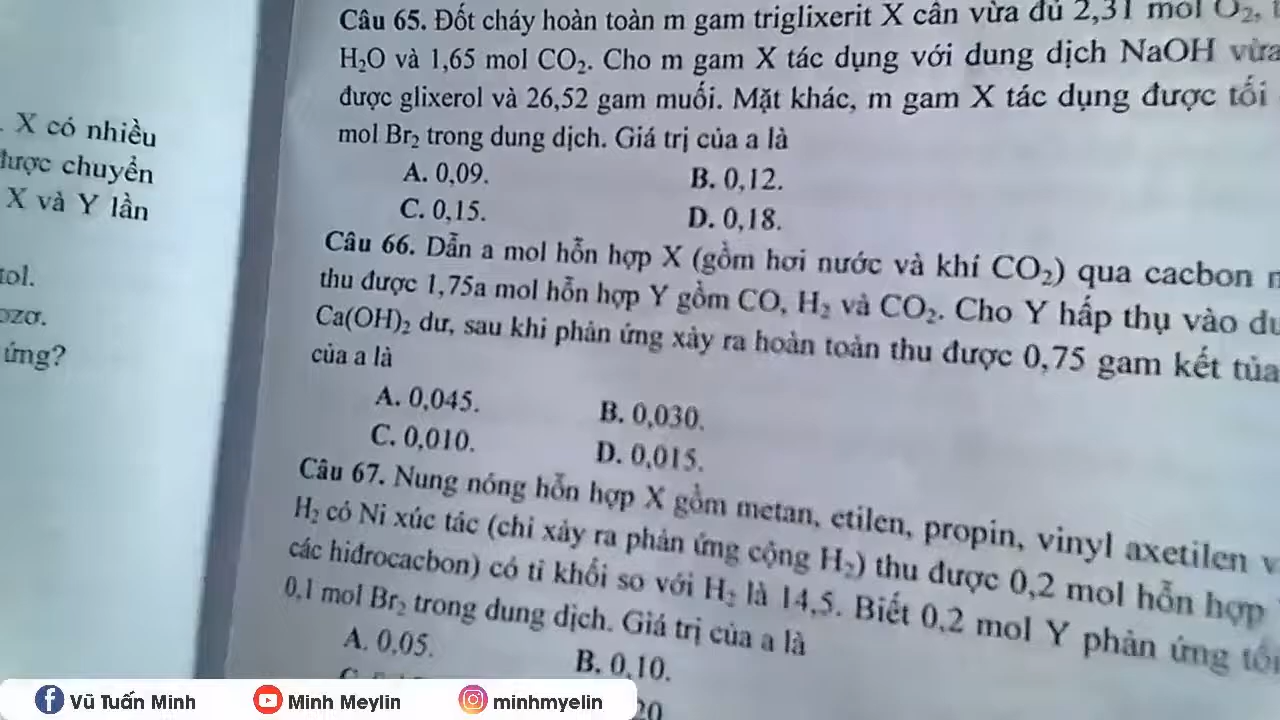 . X có nhiều
được chuyển
X và Y lần
tol.
ozơ.
ứng?
Câu 65. Đốt cháy hoàn toàn m gam triglixerit X cần vừa đủ 2,31 mol O₂,
H₂O và 1,65 mol CO₂. Cho m gam X tác dụng với dung dịch NaOH vừa
được glixerol và 26,52 gam muối. Mặt khác, m gam X tác dụng được tối
mol Br₂ trong dung dịch. Giá trị của a là
A. 0,09. B. 0,12.
C. 0,15. D. 0,18.
Câu 66. Dẫn a mol hỗn hợp X (gồm hơi nước và khí CO₂) qua cacbon
thu được 1,75a mol hỗn hợp Y gồm CO, H₂ và CO₂. Cho Y hấp thụ vào
Ca(OH)₂ dư, sau khi phản ứng xảy ra hoàn toàn thu được 0,75 gam kết tủa
của a là
A. 0,045. B. 0,030.
C. 0,010. D. 0,015.
Câu 67. Nung nóng hỗn hợp X gồm metan, etilen, propin, vinyl axetilen
H₂ có Ni xúc tác (chỉ xảy ra phản ứng cộng H₂) thu được 0,2 mol hỗn hợp
các hiđrocacbon) có tỉ khối so với H₂ là 14,5. Biết 0,2 mol Y phản ứng tối
0,1 mol Br₂ trong dung dịch. Giá trị của a là
A. 0,05. B. 0,10.
20
Vũ Tuấn Minh Minh Meylin minhmyelin